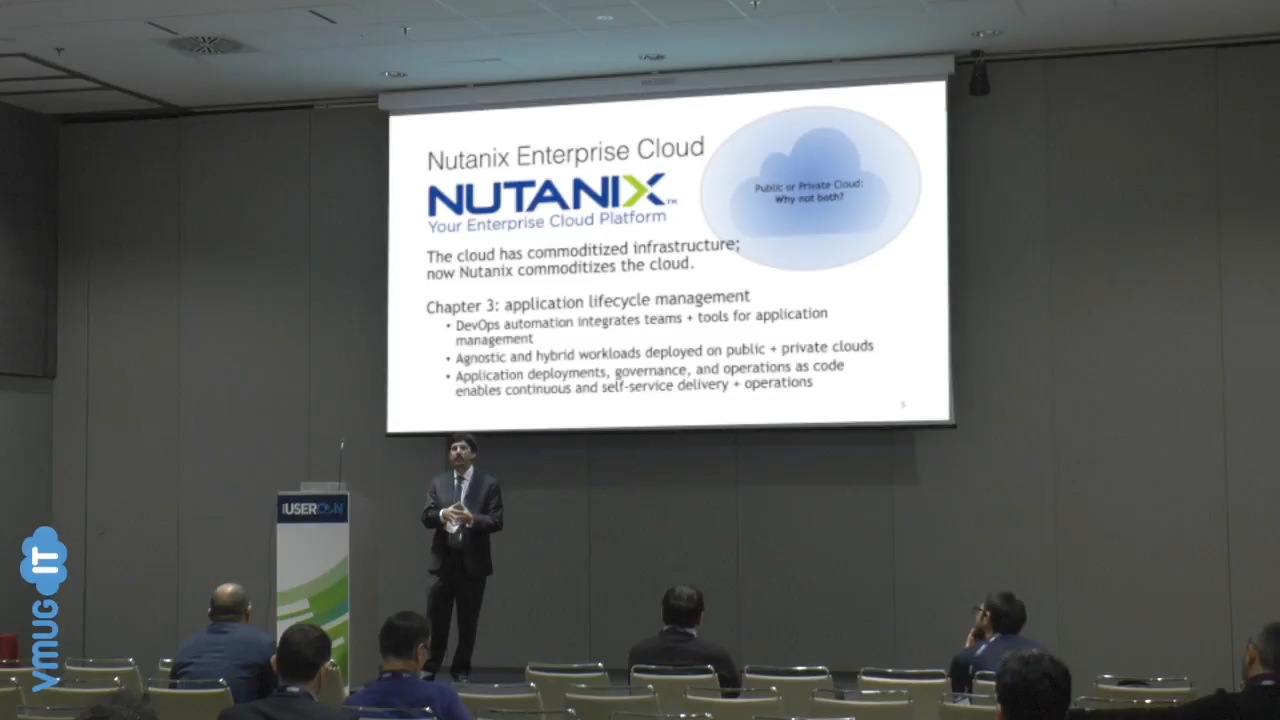 Nutanix Enterprise Cloud
NUTANIX™
Your Enterprise Cloud Platform
Public or Private Cloud:
Why not both?
The cloud has commoditized infrastructure;
now Nutanix commoditizes the cloud.
Chapter 3: application lifecycle management
• DevOps automation integrates teams + tools for application
management
• Agnostic and hybrid workloads deployed on public + private clouds
• Application deployments, governance, and operations as code
enables continuous and self-service delivery + operations
5
USERCON
VMUG IT